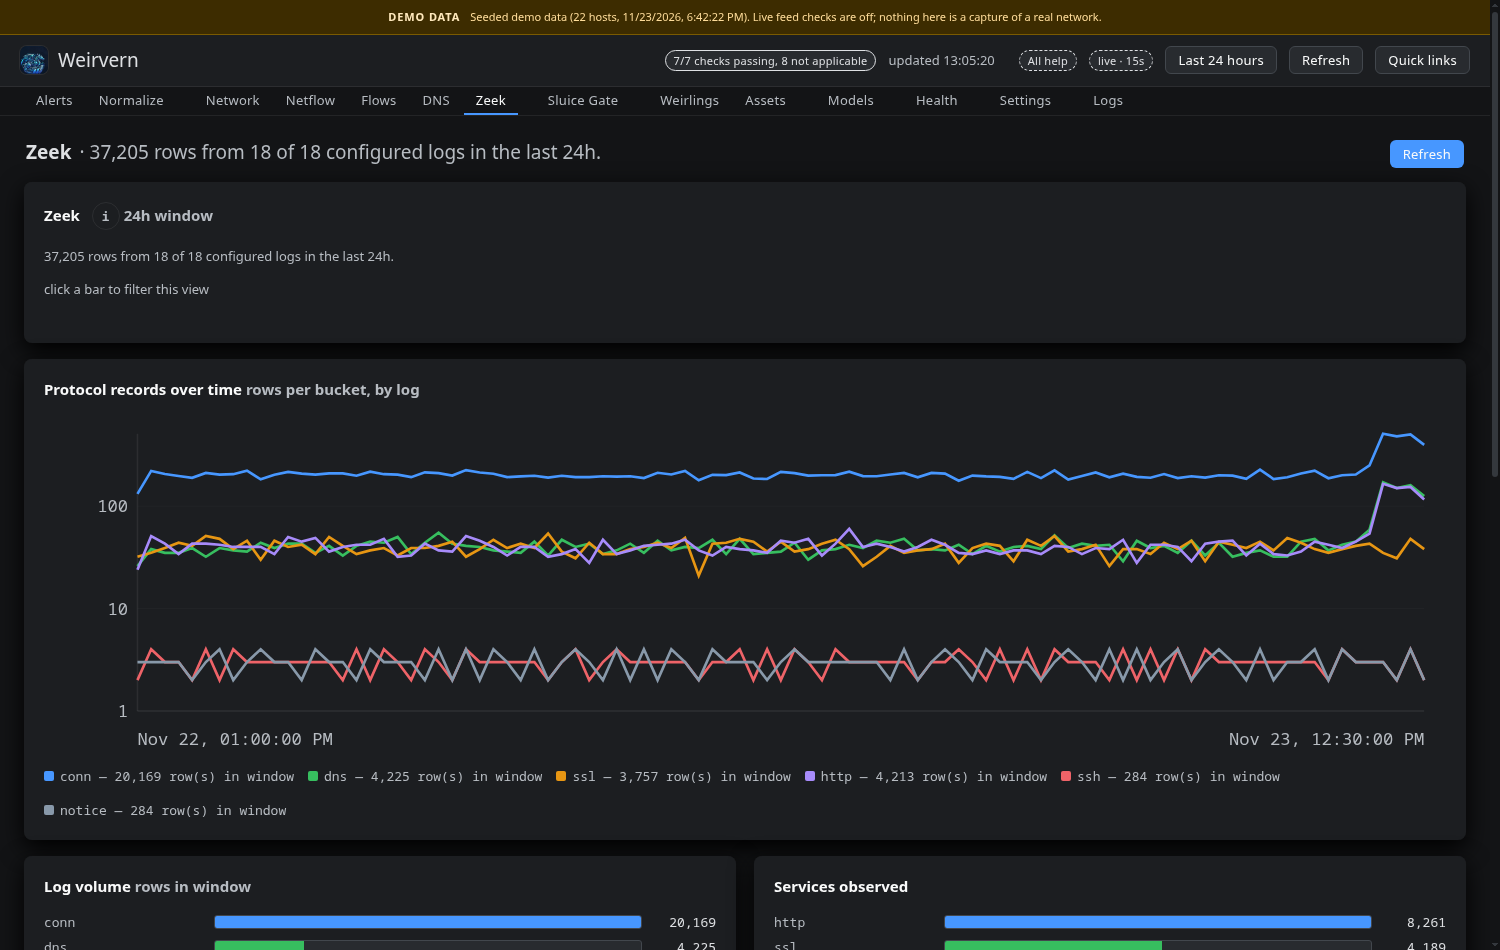 DEMO DATA Seeded demo data (22 hosts, 11/23/2026, 6:42:22 PM). Live feed checks are off; nothing here is a capture of a real network.
Weirvern 7/7 checks passing, 8 not applicable updated 13:05:20 All help live · 15s Last 24 hours Refresh Quick links
Alerts Normalize Network Netflow Flows DNS Zeek Sluice Gate Weirlings Assets Models Health Settings Logs
Zeek · 37,205 rows from 18 of 18 configured logs in the last 24h. Refresh
Zeek i 24h window
37,205 rows from 18 of 18 configured logs in the last 24h.
click a bar to filter this view
Protocol records over time rows per bucket, by log
100
10
1
Nov 22, 01:00:00 PM Nov 23, 12:30:00 PM
conn — 20,169 row(s) in window dns — 4,225 row(s) in window ssl — 3,757 row(s) in window http — 4,213 row(s) in window ssh — 284 row(s) in window
notice — 284 row(s) in window
Log volume rows in window
conn 20,169
dns 4,225
Services observed
http 8,261
ssl 4,189